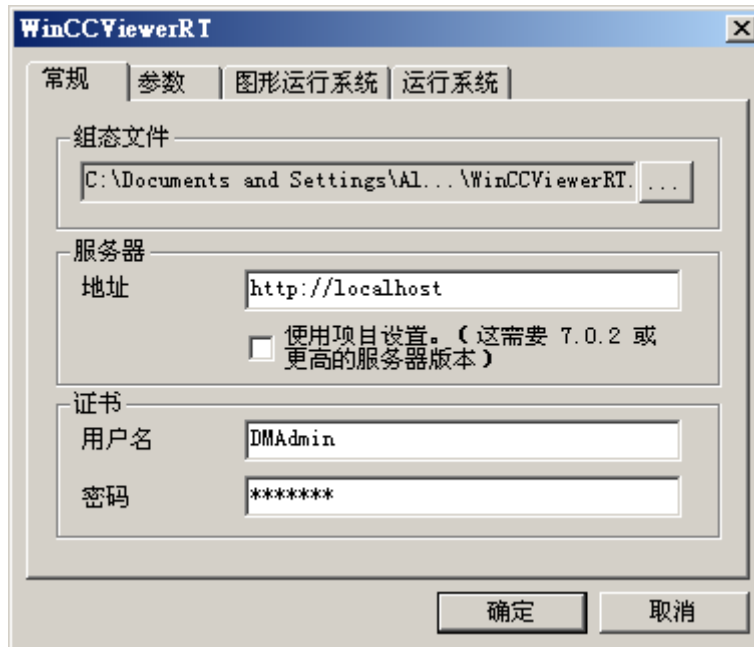 WinCCViewerRT
常规 参数 图形运行系统 运行系统
组态文件
C:\Documents and Settings\Al...\WinCCViewerRT. ...
服务器
地址 http://localhost
使用项目设置。(这需要 7.0.2 或
更高的服务器版本)
证书
用户名 DMAdmin
密码 *******
确定 取消